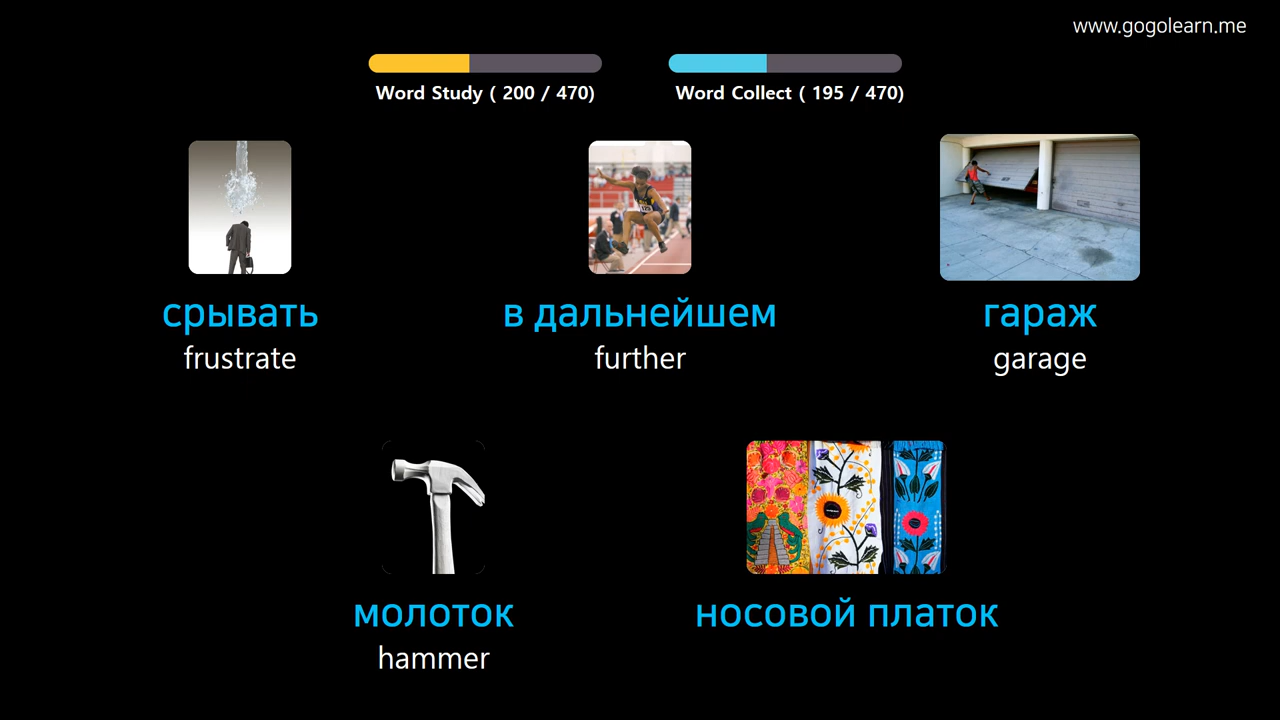 www.gogolearn.me
Word Study ( 200 / 470)
Word Collect ( 195 / 470)
срывать
frustrate
в дальнейшем
further
гараж
garage
молоток
hammer
носовой платок